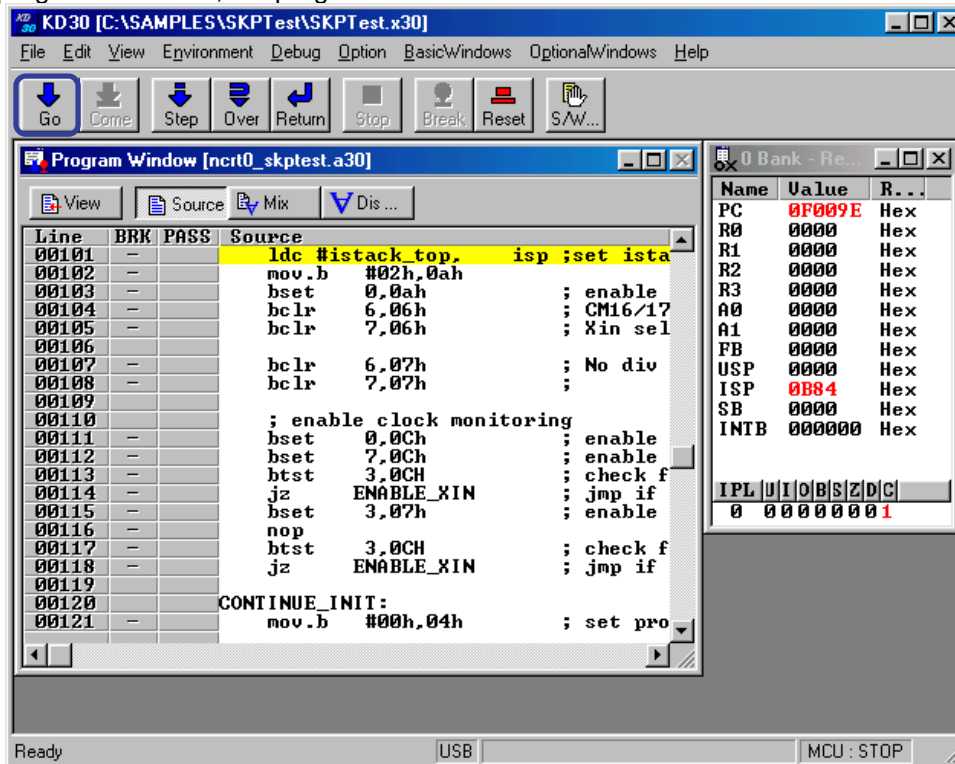 KD30 [C:\SAMPLES\SKPTest\SKPTest.x30]
File Edit View Environment Debug Option BasicWindows OptionalWindows Help
Go Come Step Over Return Stop Break Reset S/W...
Program Window [ncrt0_skptest.a30]
View Source Mix Dis ...
Line BRK PASS Source
00101 – ldc #istack_top, isp ;set ista
00102 – mov.b #02h,0ah
00103 – bset 0,0ah ; enable
00104 – bclr 6,06h ; CM16/17
00105 – bclr 7,06h ; Xin sel
00106
00107 – bclr 6,07h ; No div
00108 – bclr 7,07h ;
00109
00110 ; enable clock monitoring
00111 – bset 0,0Ch ; enable
00112 – bset 7,0Ch ; enable
00113 – btst 3,0CH ; check f
00114 – jz ENABLE_XIN ; jmp if
00115 – bset 3,07h ; enable
00116 – nop
00117 – btst 3,0CH ; check f
00118 – jz ENABLE_XIN ; jmp if
00119
00120 CONTINUE_INIT:
00121 – mov.b #00h,04h ; set pro
0 Bank - Re...
Name Value R...
PC 0F009E Hex
R0 0000 Hex
R1 0000 Hex
R2 0000 Hex
R3 0000 Hex
A0 0000 Hex
A1 0000 Hex
FB 0000 Hex
USP 0000 Hex
ISP 0B84 Hex
SB 0000 Hex
INTB 000000 Hex
IPL U I O B S Z D C
0 0 0 0 0 0 0 0 1
Ready USB MCU : STOP